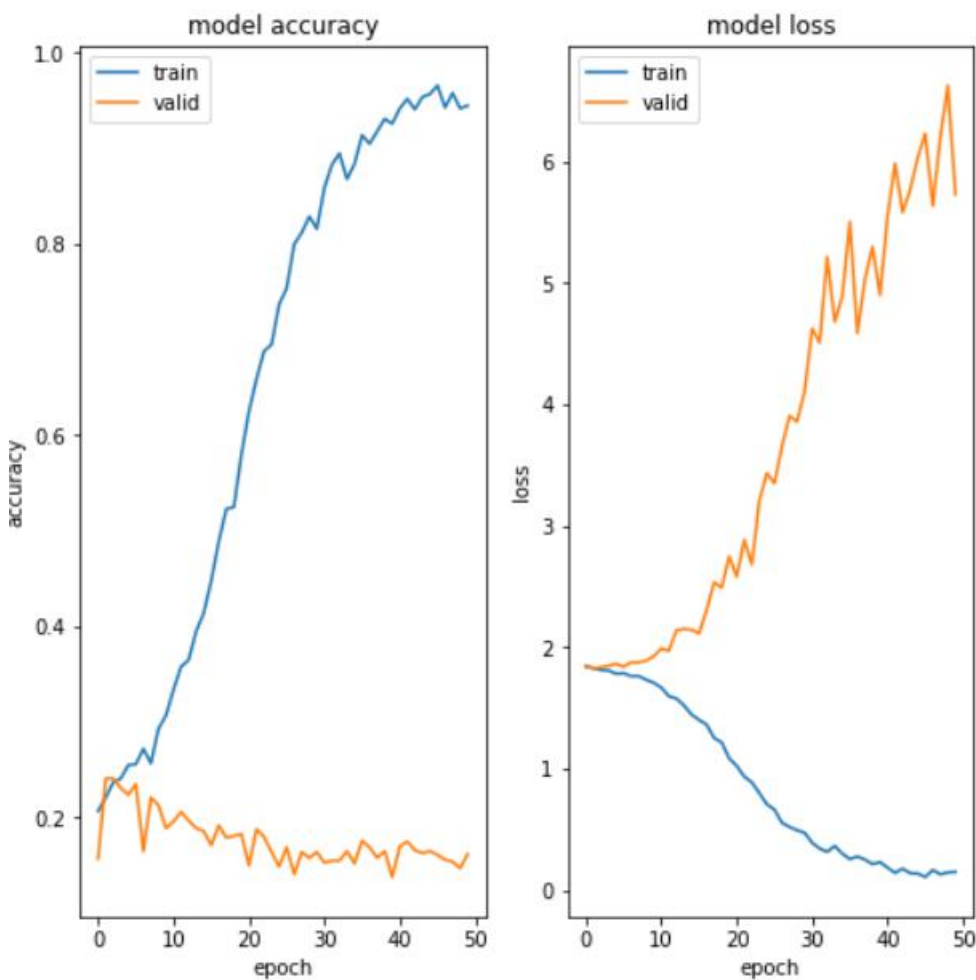 model accuracy
train
valid
1.0
0.8
0.6
0.4
0.2
accuracy
0 10 20 30 40 50
epoch
model loss
train
valid
6
5
4
3
2
1
0
loss
0 10 20 30 40 50
epoch